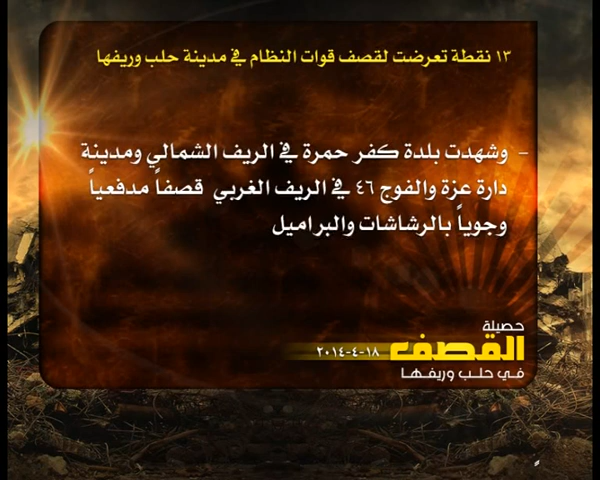 ١٣ نقطة تعرضت لقصف قوات النظام في مدينة حلب وريفها
- وشهدت بلدة كفر حمرة في الريف الشمالي ومدينة
دارة عزة والفوج ٤٦ في الريف الغربي قصفاً مدفعياً
وجوياً بالرشاشات والبراميل
حصيلة
القصف
١٨-٤-٢٠١٤
في حلب وريفها